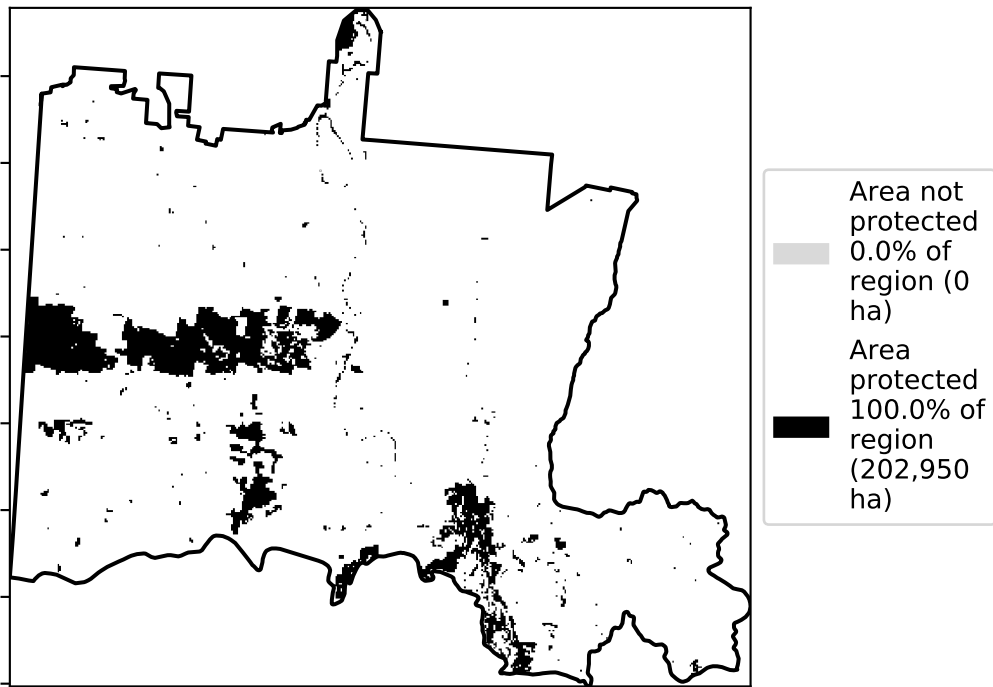 Area not
protected
0.0% of
region (0
ha)
Area
protected
100.0% of
region
(202,950
ha)